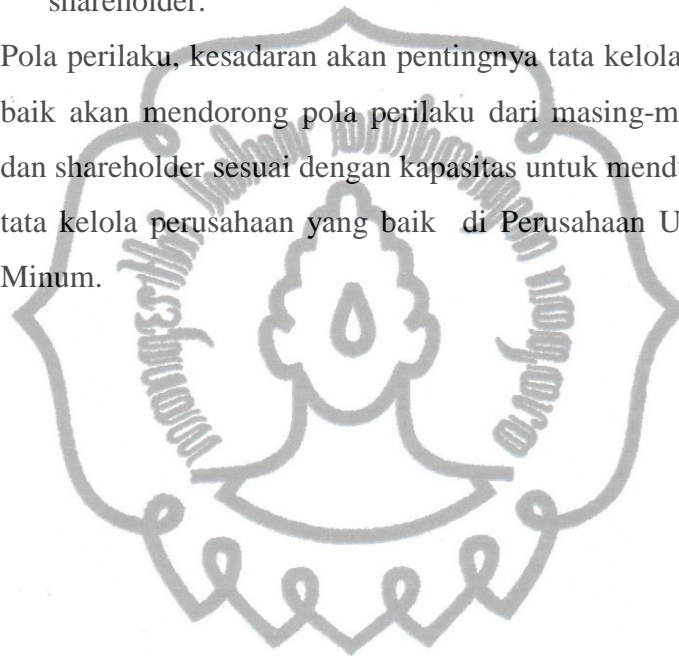 shareholder.
Pola perilaku, kesadaran akan pentingnya tata kelola
baik akan mendorong pola perilaku dari masing-m
dan shareholder sesuai dengan kapasitas untuk mend
tata kelola perusahaan yang baik di Perusahaan U
Minum.